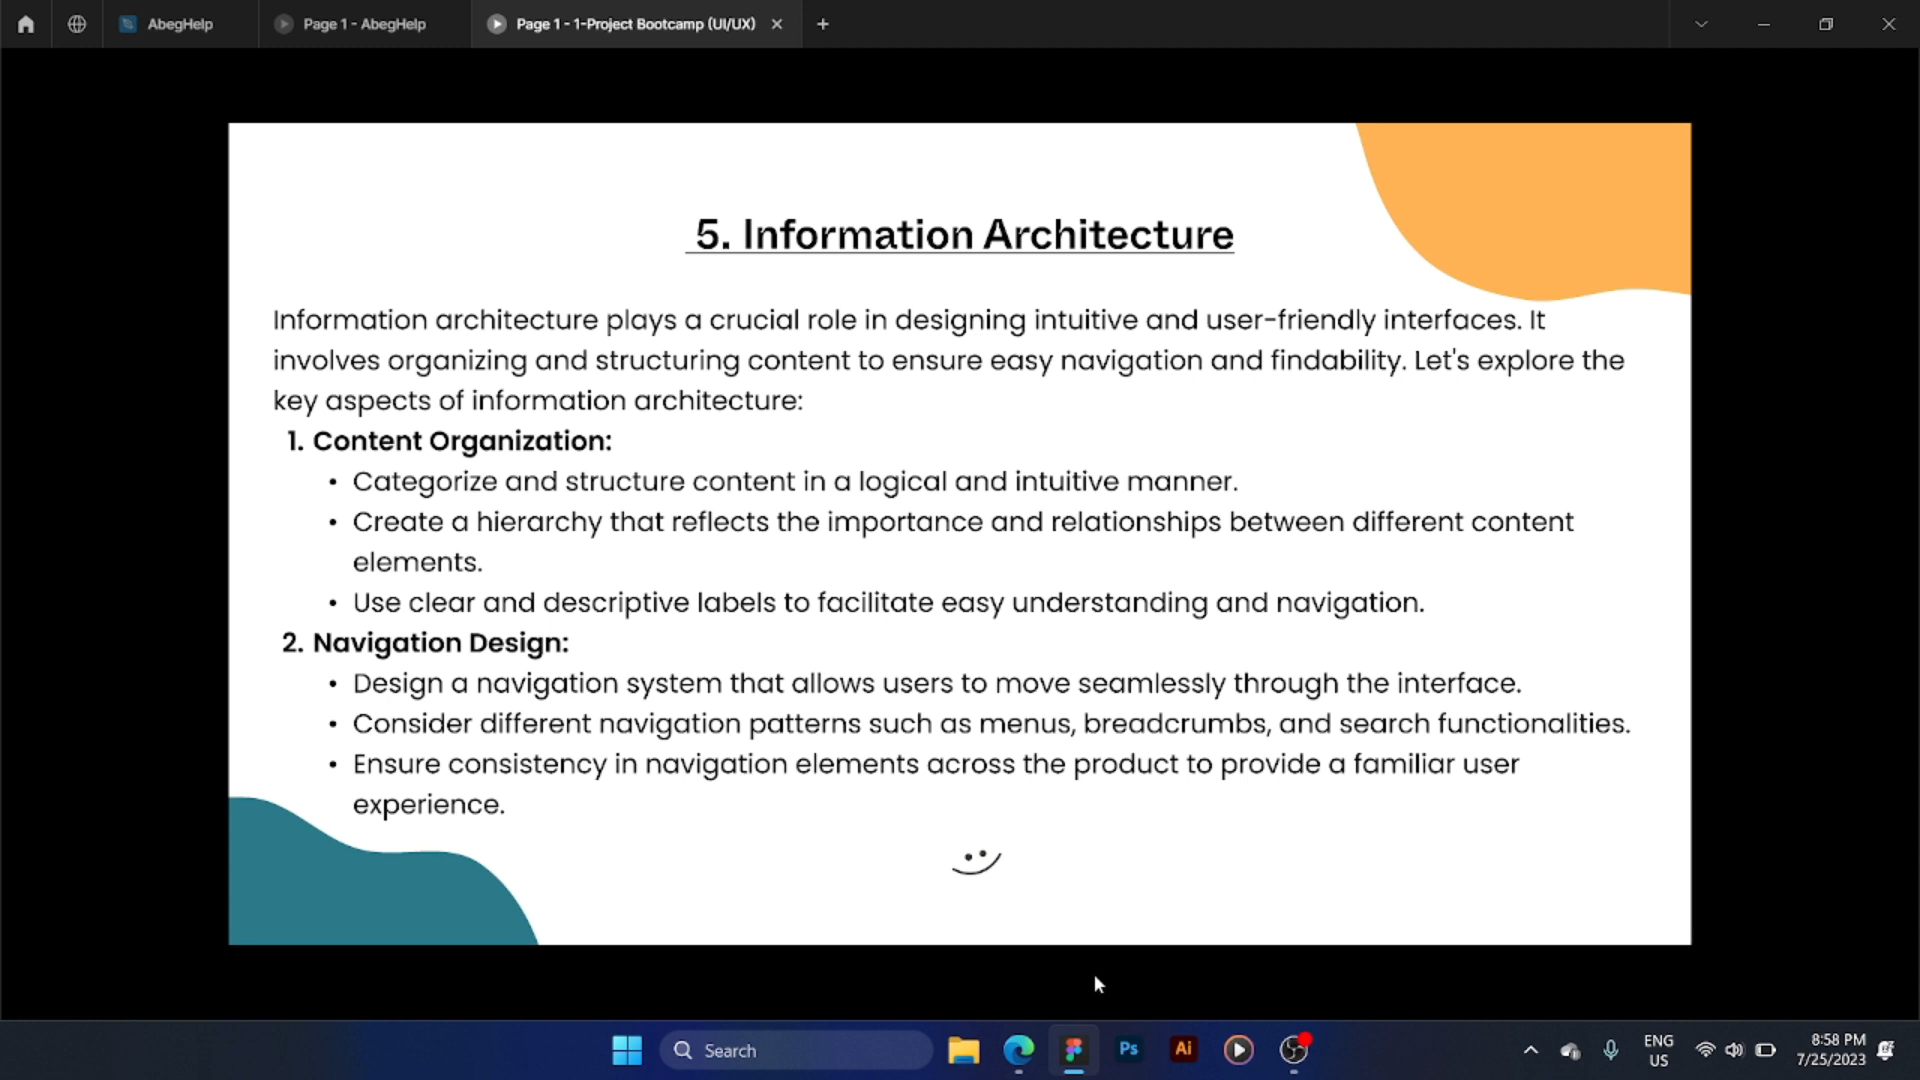 AbegHelp
Page 1 - AbegHelp
Page 1 - 1-Project Bootcamp (UI/UX)
5. Information Architecture
Information architecture plays a crucial role in designing intuitive and user-friendly interfaces. It
involves organizing and structuring content to ensure easy navigation and findability. Let's explore the
key aspects of information architecture:
1. Content Organization:
• Categorize and structure content in a logical and intuitive manner.
• Create a hierarchy that reflects the importance and relationships between different content
elements.
• Use clear and descriptive labels to facilitate easy understanding and navigation.
2. Navigation Design:
• Design a navigation system that allows users to move seamlessly through the interface.
• Consider different navigation patterns such as menus, breadcrumbs, and search functionalities.
• Ensure consistency in navigation elements across the product to provide a familiar user
experience.
Search
Ps
Ai
ENG
US
8:58 PM
7/25/2023